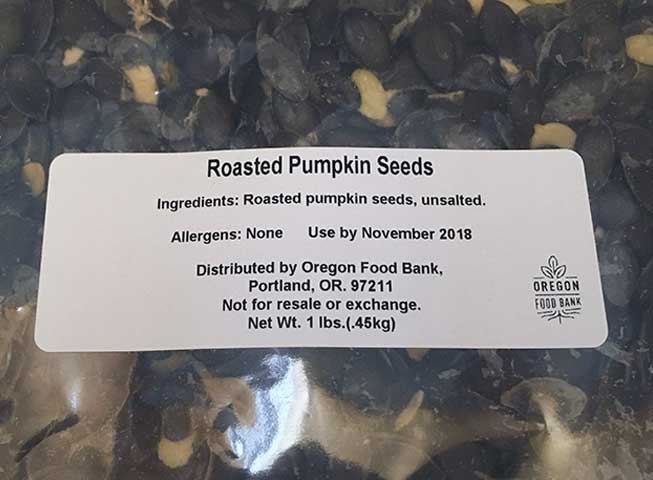 Roasted Pumpkin Seeds
Ingredients: Roasted pumpkin seeds, unsalted.
Allergens: None Use by November 2018
Distributed by Oregon Food Bank,
Portland, OR. 97211
Not for resale or exchange.
Net Wt. 1 lbs.(.45kg)
OREGON
FOOD BANK